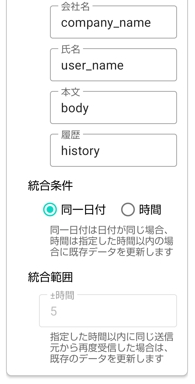 会社名
company_name
氏名
user_name
本文
body
履歴
history
統合条件
同一日付 時間
同一日付は日付が同じ場合、
時間は指定した時間以内の場
合に既存データを更新します
統合範囲
±時間
5
指定した時間以内に同じ送信
元から再度受信した場合は、
既存のデータを更新します